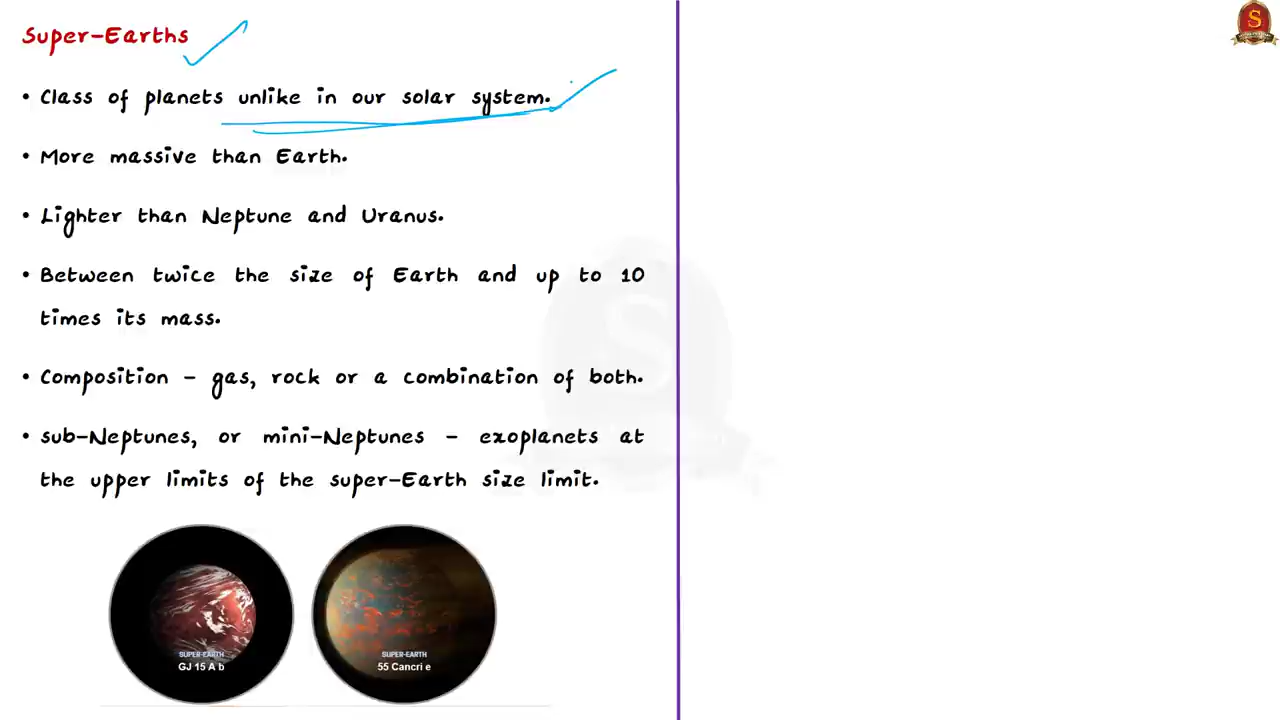 Super-Earths
• Class of planets unlike in our solar system.
• More massive than Earth.
• Lighter than Neptune and Uranus.
• Between twice the size of Earth and up to 10
times its mass.
• Composition - gas, rock or a combination of both.
• sub-Neptunes, or mini-Neptunes - exoplanets at
the upper limits of the super-Earth size limit.
SUPER-EARTH
GJ 15 A b
SUPER-EARTH
55 Cancri e
S
S